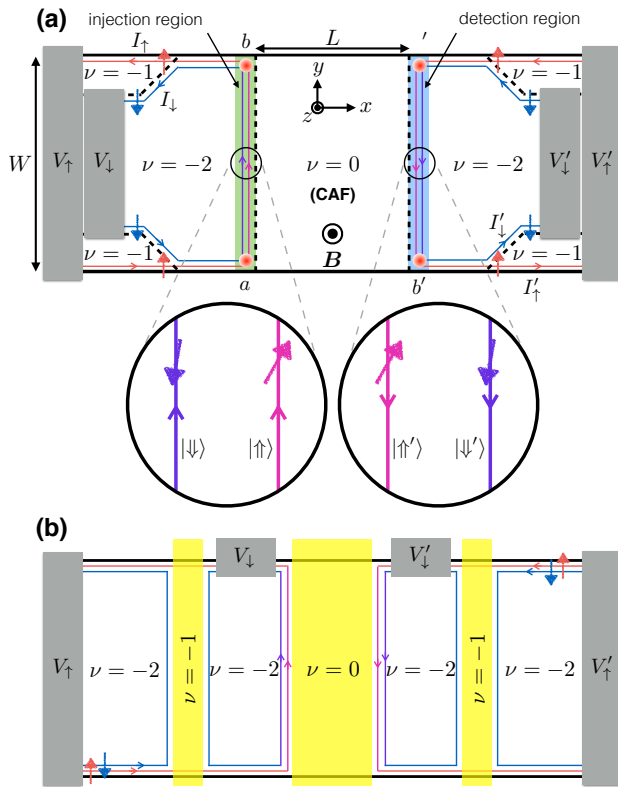 (a)
injection region
b
L
′
detection region
I↑
I↓
ν = −1
ν = −1
y
x
z
W
V↑
V↓
ν = −2
ν = 0
(CAF)
ν = −2
V↓′
V↑′
B
ν = −1
ν = −1
a
b′
I↓′
I↑′
|⇓⟩
|⇑⟩
|⇑′⟩
|⇓′⟩
(b)
V↓
V↓′
V↑
ν = −2
ν = −1
ν = −2
ν = 0
ν = −2
ν = −1
ν = −2
V↑′